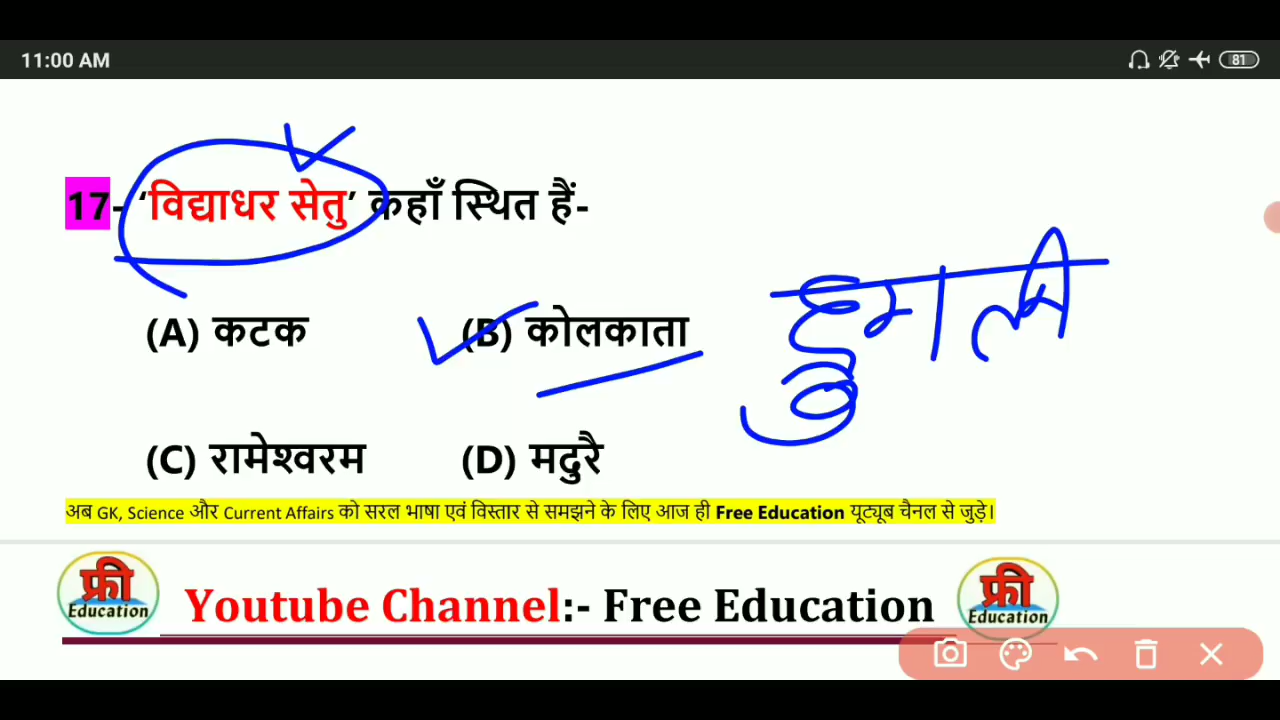 11:00 AM
81
17- ‘विद्याधर सेतु’ कहाँ स्थित हैं-
हुगली
(A) कटक (B) कोलकाता
(C) रामेश्वरम (D) मदुरै
अब GK, Science और Current Affairs को सरल भाषा एवं विस्तार से समझने के लिए आज ही Free Education यूट्यूब चैनल से जुड़े।
फ्री Education
Youtube Channel:- Free Education
फ्री Education